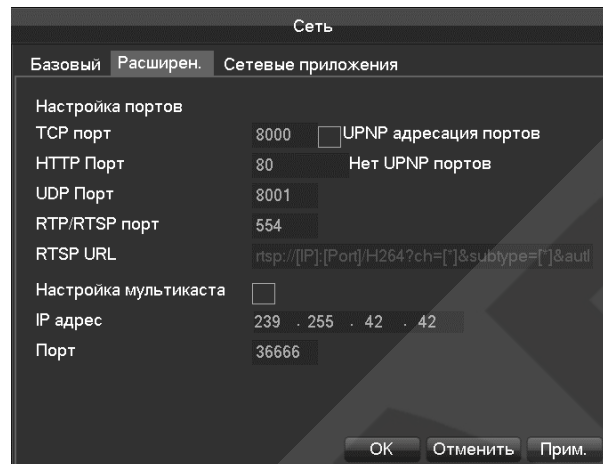 Сеть
Базовый Расширен. Сетевые приложения
Настройка портов
TCP порт 8000 UPNP адресация портов
HTTP Порт 80 Нет UPNP портов
UDP Порт 8001
RTP/RTSP порт 554
RTSP URL rtsp://[IP]:[Port]/H264?ch=[*]&subtype=[*]&autl
Настройка мультикаста
IP адрес 239 . 255 . 42 . 42
Порт 36666
OK Отменить Прим.